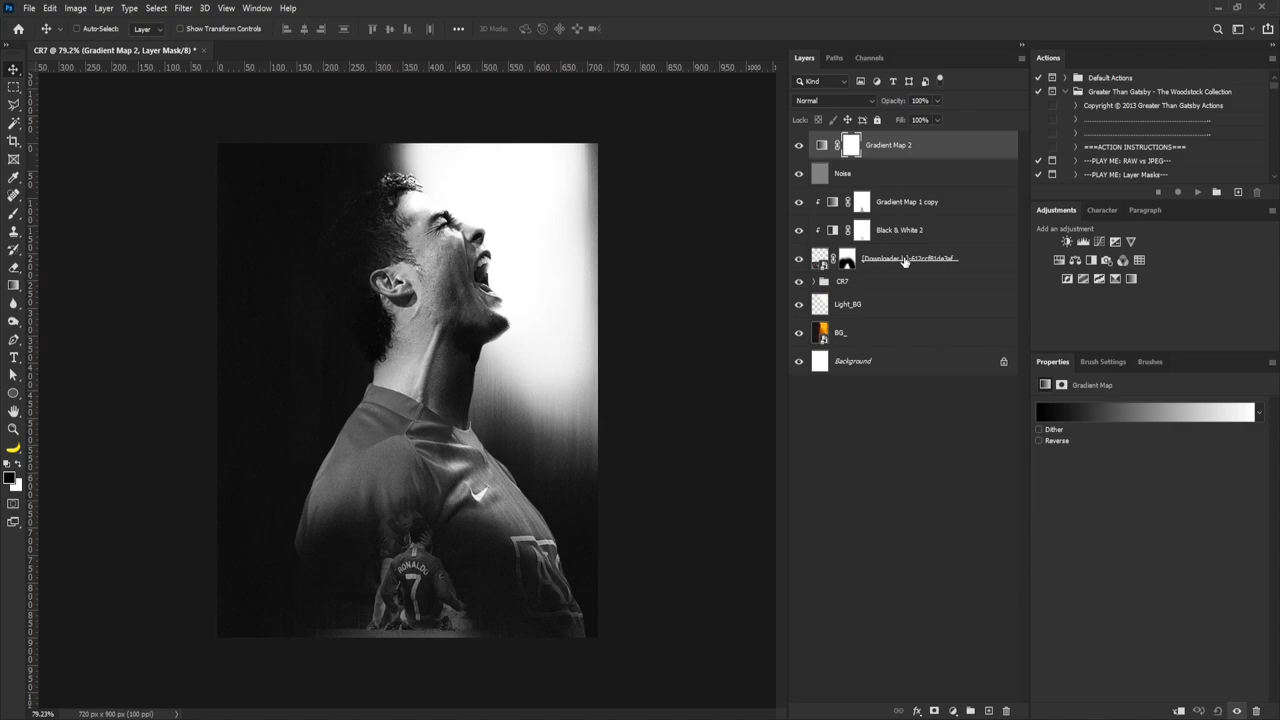 Ps File Edit Image Layer Type Select Filter 3D View Window Help
Auto-Select: Layer Show Transform Controls 3D Mode:
CR7 @ 79.2% (Gradient Map 2, Layer Mask/8) *
Layers Paths Channels
Kind
Normal Opacity: 100%
Lock: Fill: 100%
Gradient Map 2
Noise
Gradient Map 1 copy
Black & White 2
CR7
Light_BG
BG_
Background
Actions
Default Actions
Greater Than Gatsby - The Woodstock Collection
Copyright © 2013 Greater Than Gatsby Actions
===ACTION INSTRUCTIONS===
---PLAY ME: RAW vs JPEG---
---PLAY ME: Layer Masks---
Adjustments Character Paragraph
Add an adjustment
Properties Brush Settings Brushes
Gradient Map
Dither
Reverse
RONALDO
7
79.23% 720 px x 900 px (100 ppi)